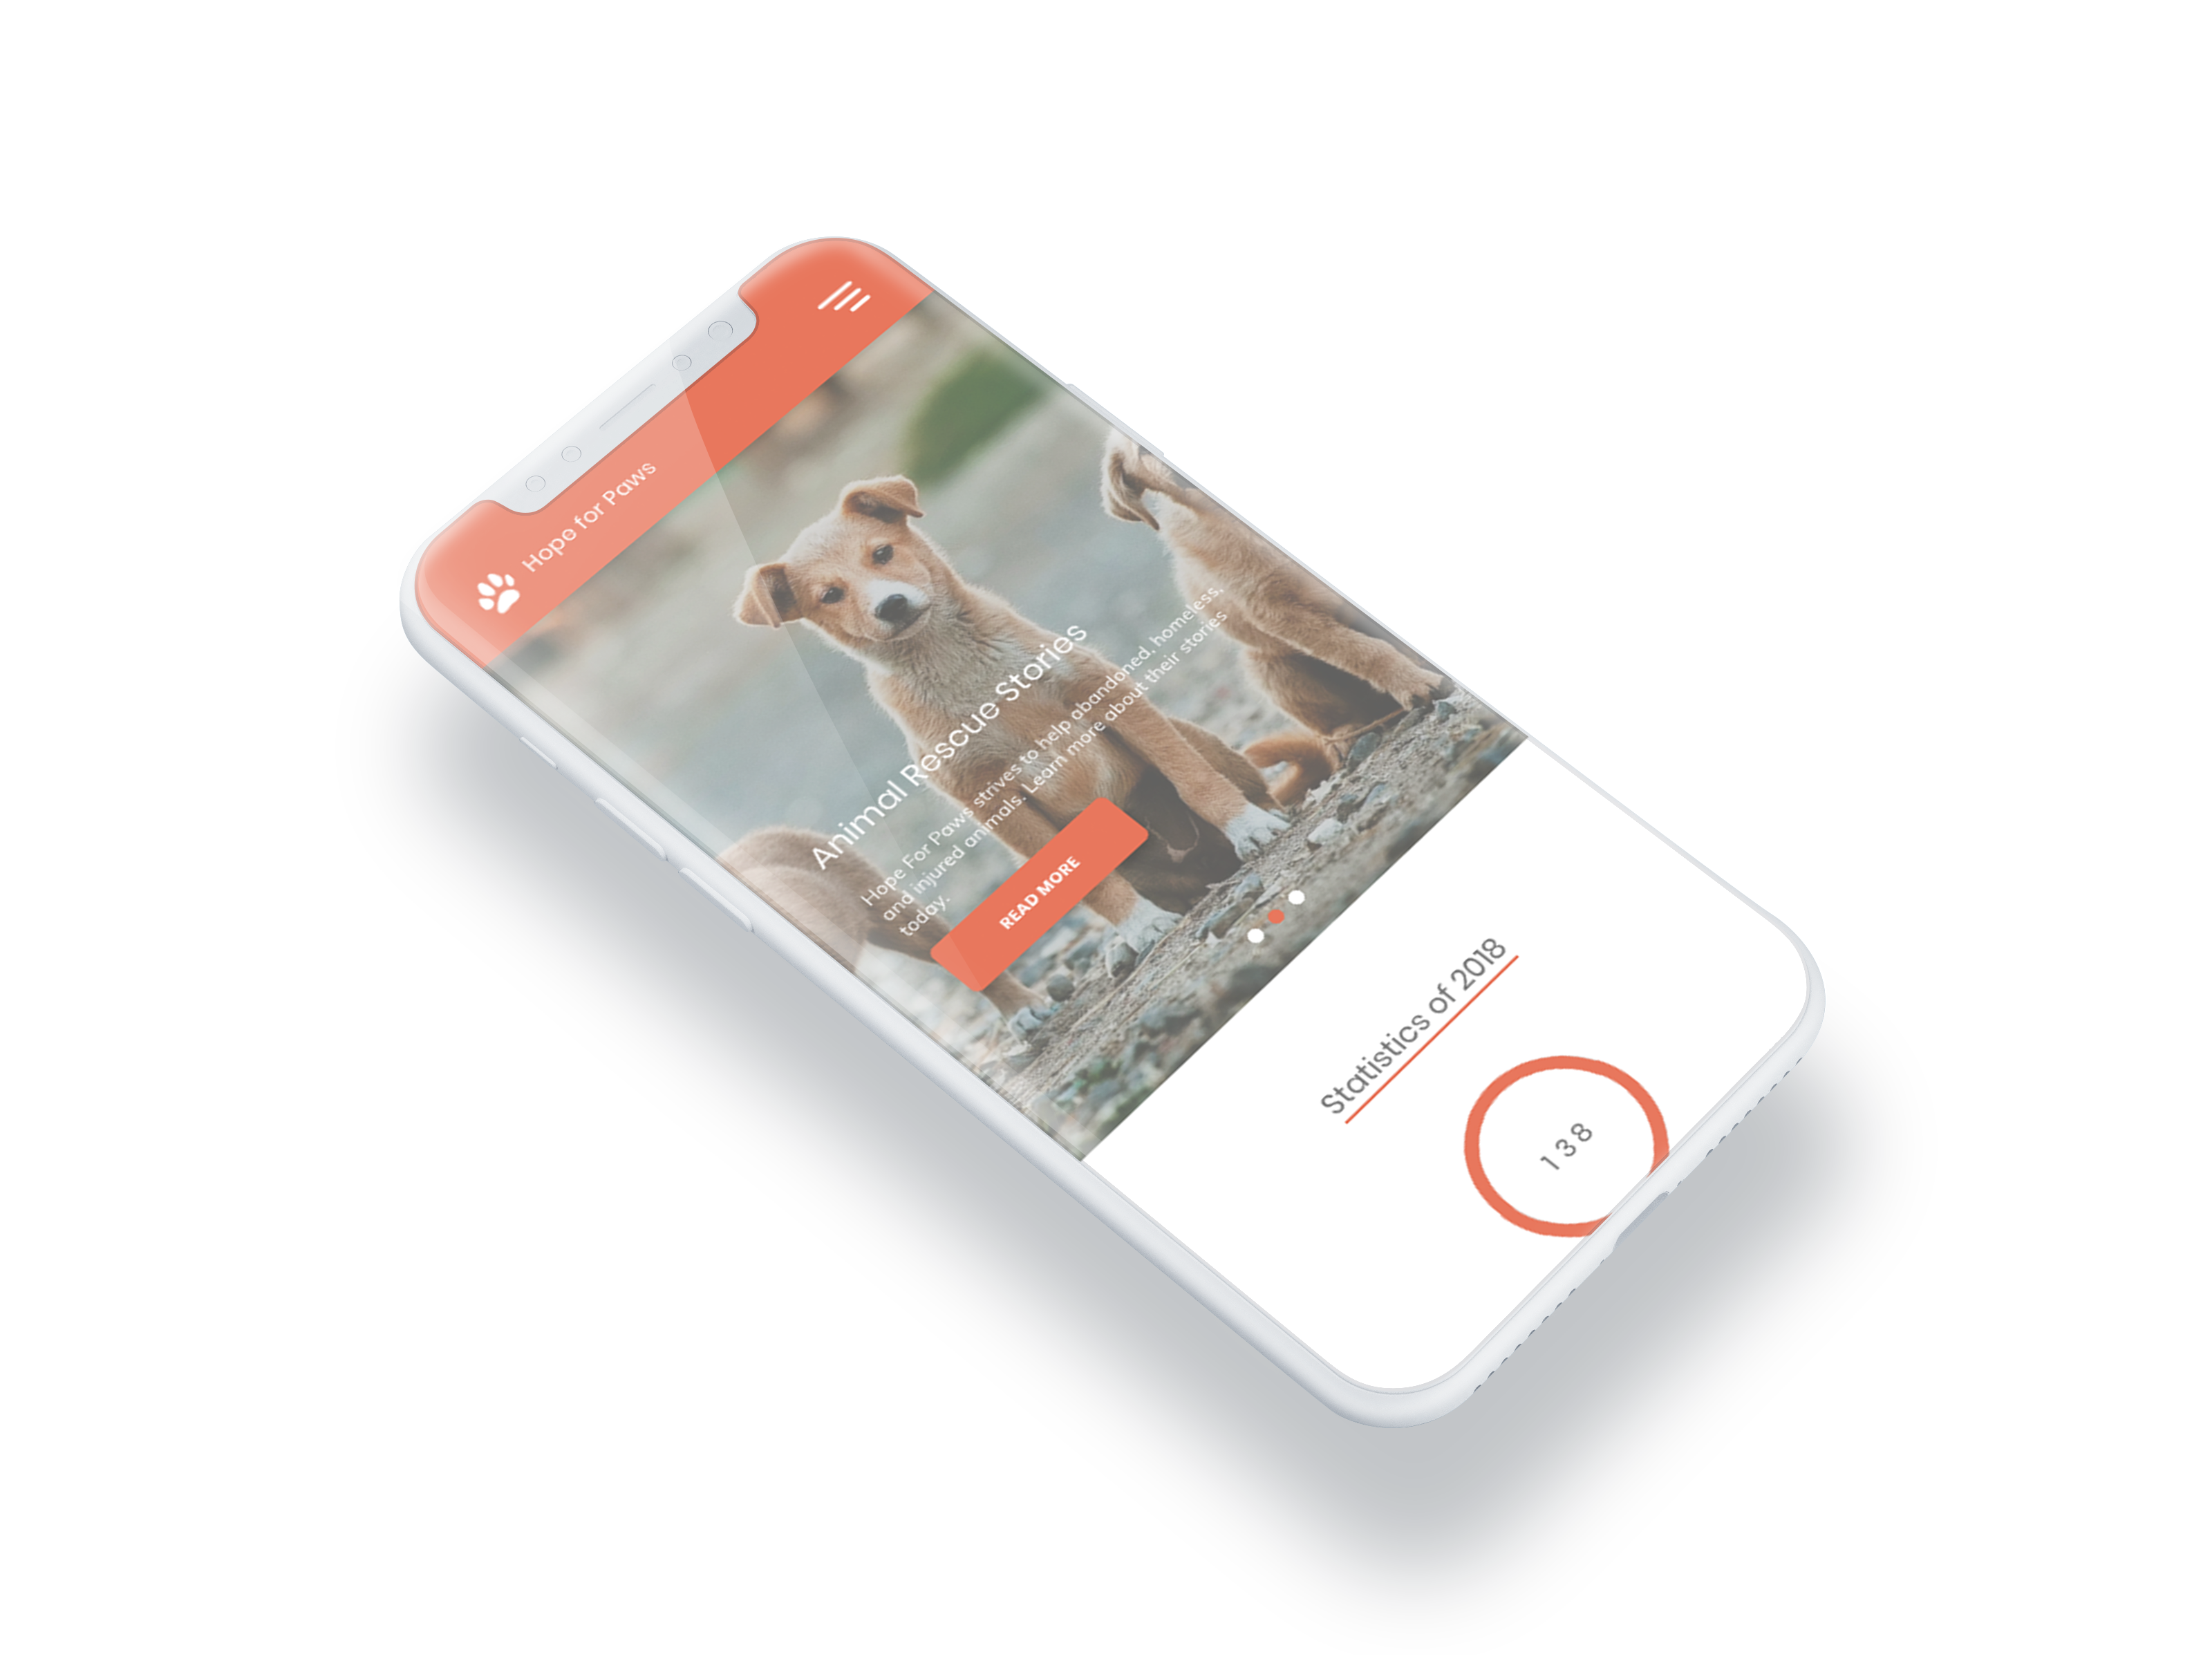 Hope for Paws
Animal Rescue Stories
Hope For Paws strives to help abandoned, homeless,
and injured animals. Learn more about their stories
today.
READ MORE
Statistics of 2018
138